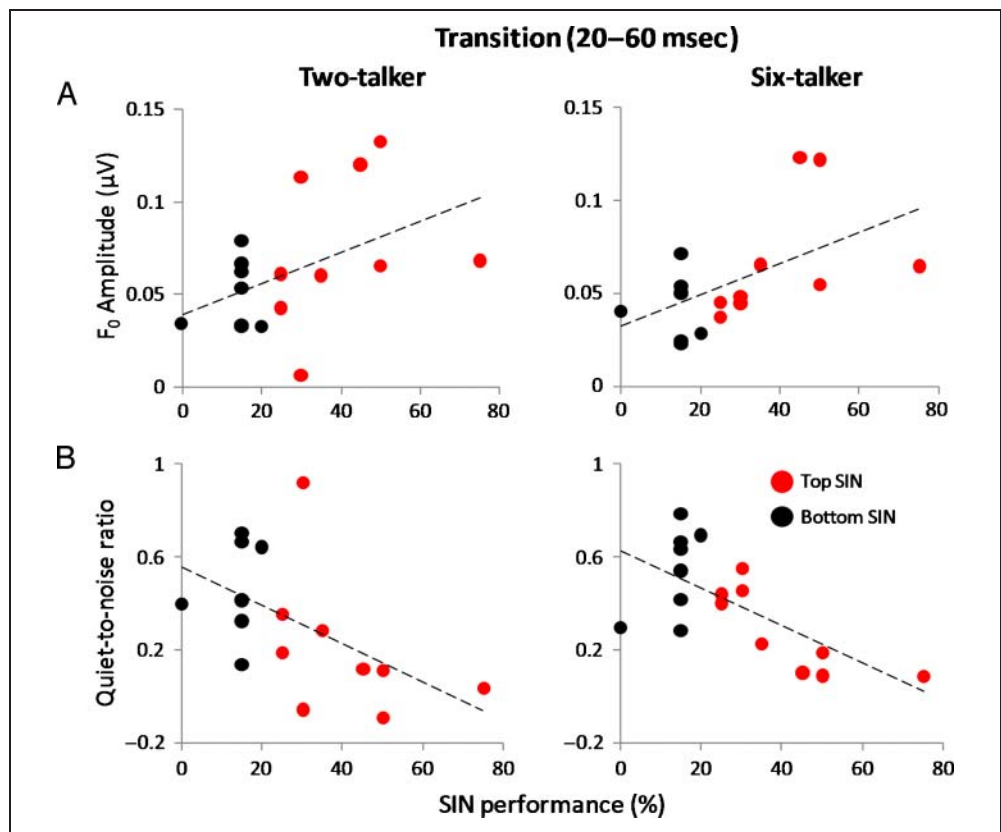 Transition (20–60 msec)
Two-talker
Six-talker
A
F₀ Amplitude (µV)
0.15
0.1
0.05
0
0 20 40 60 80
0.15
0.1
0.05
0
0 20 40 60 80
B
Quiet-to-noise ratio
1
0.6
0.2
–0.2
0 20 40 60 80
1
0.6
0.2
–0.2
0 20 40 60 80
Top SIN
Bottom SIN
SIN performance (%)